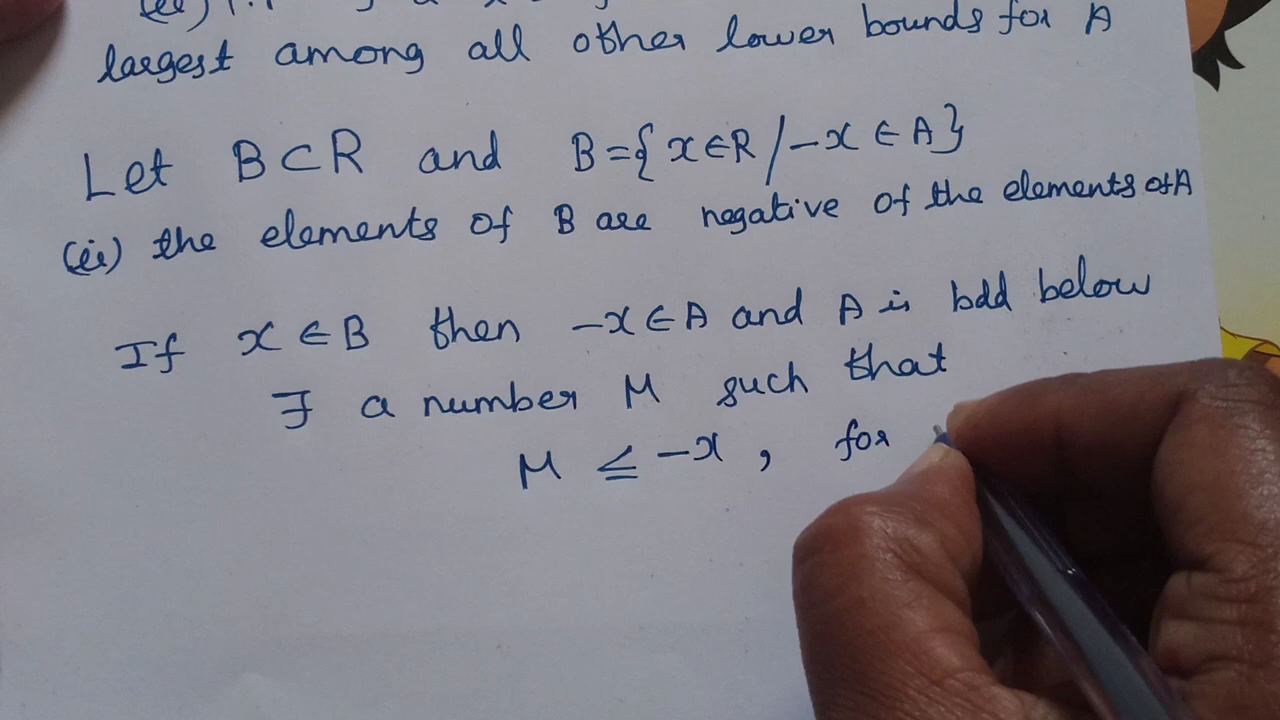 largest among all other lower bounds for A
Let B⊂R and B={x∈R/-x∈A}
(ii) the elements of B are negative of the elements of A
If x∈B then -x∈A and A is bdd below
∃ a number M such that
M ≤ -x, for